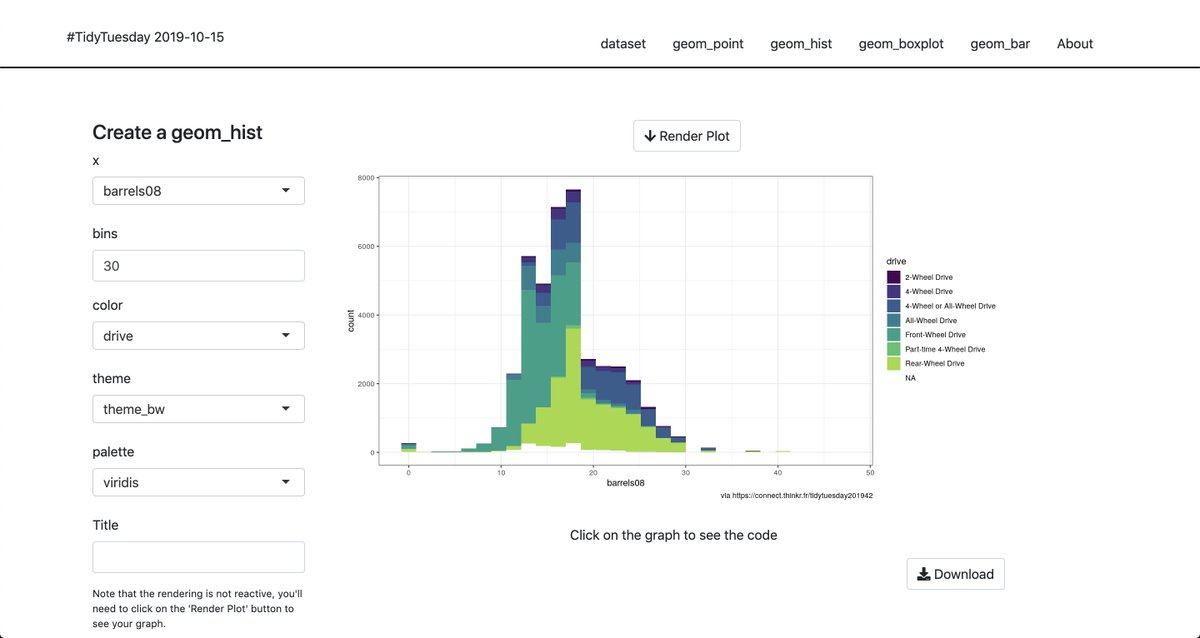 #TidyTuesday 2019-10-15
dataset geom_point geom_hist geom_boxplot geom_bar About
Create a geom_hist
x
barrels08
bins
30
color
drive
theme
theme_bw
palette
viridis
Title
Note that the rendering is not reactive, you'll
need to click on the 'Render Plot' button to
see your graph.
Render Plot
8000
6000
4000
2000
0
count
0 10 20 30 40 50
barrels08
via https://connect.thinkr.fr/tidytuesday201942
drive
2-Wheel Drive
4-Wheel Drive
4-Wheel or All-Wheel Drive
All-Wheel Drive
Front-Wheel Drive
Part-time 4-Wheel Drive
Rear-Wheel Drive
NA
Click on the graph to see the code
Download